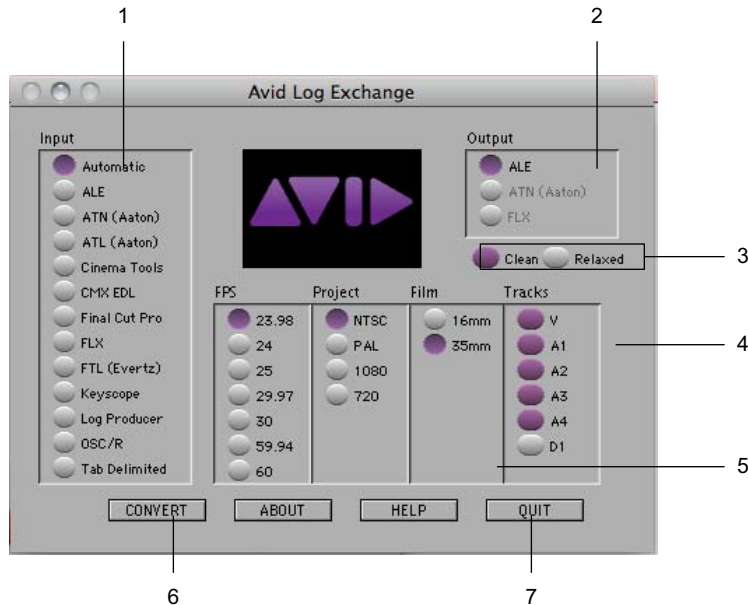 1
2
Avid Log Exchange
Input
Automatic
ALE
ATN (Aaton)
ATL (Aaton)
Cinema Tools
CMX EDL
Final Cut Pro
FLX
FTL (Evertz)
Keyscope
Log Producer
OSC/R
Tab Delimited
AVID
Output
ALE
ATN (Aaton)
FLX
Clean
Relaxed
3
FPS
23.98
24
25
29.97
30
59.94
60
Project
NTSC
PAL
1080
720
Film
16mm
35mm
Tracks
V
A1
A2
A3
A4
D1
4
5
CONVERT
ABOUT
HELP
QUIT
6
7